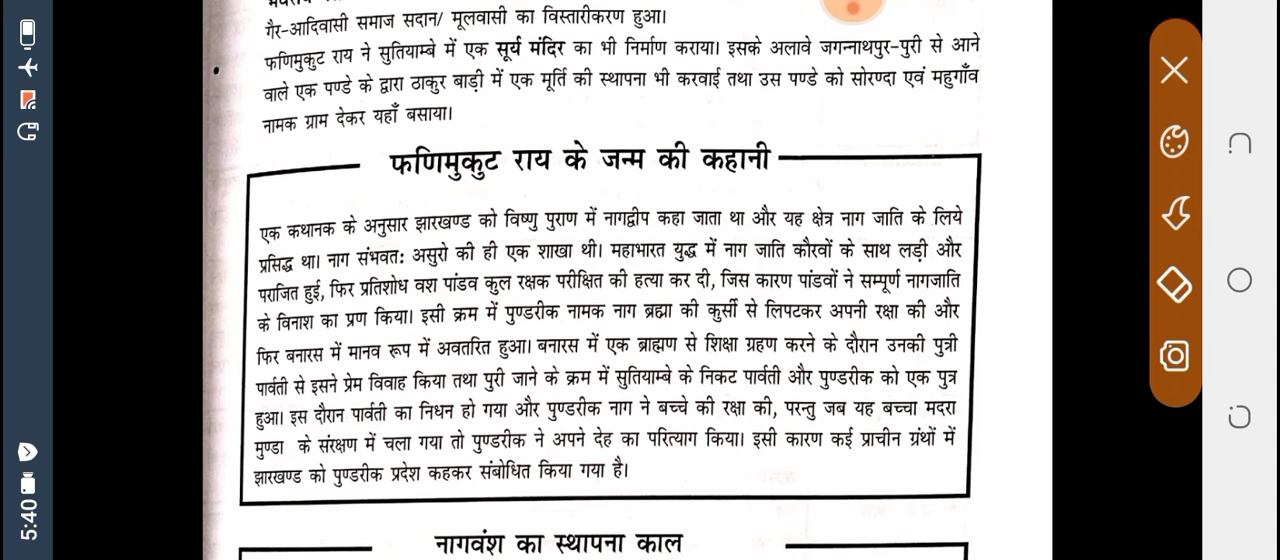 गैर-आदिवासी समाज सदान/ मूलवासी का विस्तारीकरण हुआ।
फणिमुकुट राय ने सुतियाम्बे में एक सूर्य मंदिर का भी निर्माण कराया। इसके अलावे जगन्नाथपुर-पुरी से आने
वाले एक पण्डे के द्वारा ठाकुर बाड़ी में एक मूर्ति की स्थापना भी करवाई तथा उस पण्डे को सोरण्दा एवं महुगाँव
नामक ग्राम देकर यहाँ बसाया।
फणिमुकुट राय के जन्म की कहानी
एक कथानक के अनुसार झारखण्ड को विष्णु पुराण में नागद्वीप कहा जाता था और यह क्षेत्र नाग जाति के लिये
प्रसिद्ध था। नाग संभवत: असुरो की ही एक शाखा थी। महाभारत युद्ध में नाग जाति कौरवों के साथ लड़ी और
पराजित हुई, फिर प्रतिशोध वश पांडव कुल रक्षक परीक्षित की हत्या कर दी, जिस कारण पांडवों ने सम्पूर्ण नागजाति
के विनाश का प्रण किया। इसी क्रम में पुण्डरीक नामक नाग ब्रह्मा की कुर्सी से लिपटकर अपनी रक्षा की और
फिर बनारस में मानव रूप में अवतरित हुआ। बनारस में एक ब्राह्मण से शिक्षा ग्रहण करने के दौरान उनकी पुत्री
पार्वती से इसने प्रेम विवाह किया तथा पुरी जाने के क्रम में सुतियाम्बे के निकट पार्वती और पुण्डरीक को एक पुत्र
हुआ। इस दौरान पार्वती का निधन हो गया और पुण्डरीक नाग ने बच्चे की रक्षा की, परन्तु जब यह बच्चा मदरा
मुण्डा के संरक्षण में चला गया तो पुण्डरीक ने अपने देह का परित्याग किया। इसी कारण कई प्राचीन ग्रंथों में
झारखण्ड को पुण्डरीक प्रदेश कहकर संबोधित किया गया है।
नागवंश का स्थापना काल
5:40